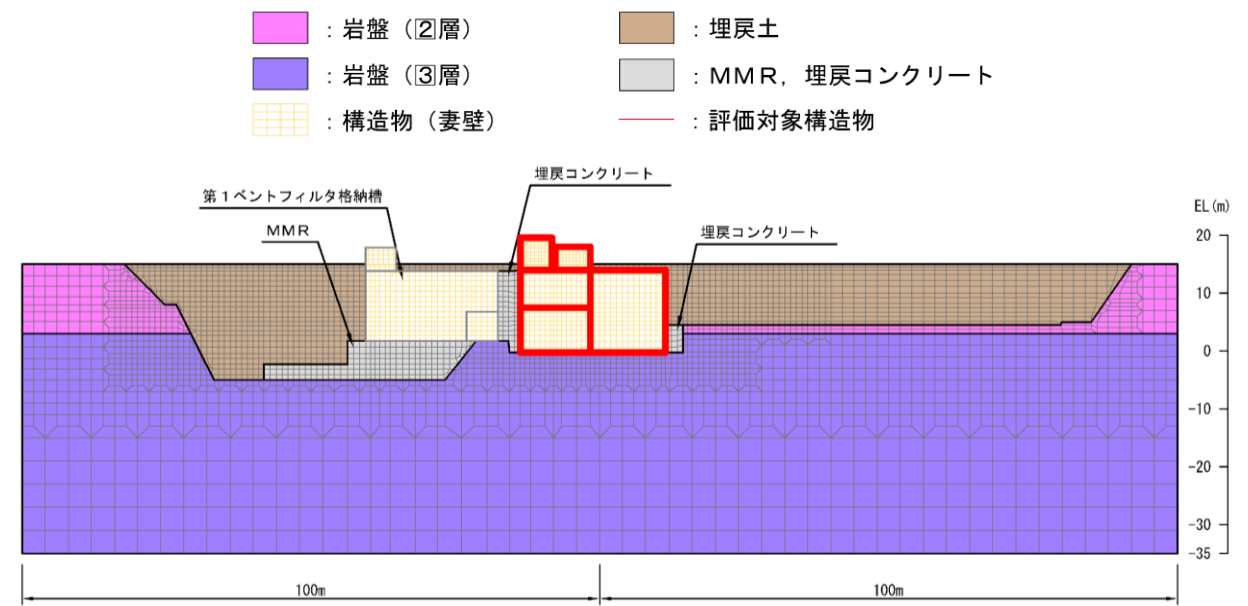 ：岩盤（②層）
：埋戻土
：岩盤（③層）
：ＭＭＲ，埋戻コンクリート
：構造物（妻壁）
：評価対象構造物
埋戻コンクリート
第１ベントフィルタ格納槽
ＭＭＲ
埋戻コンクリート
EL(m)
20
10
0
-10
-20
-30
-35
100m
100m